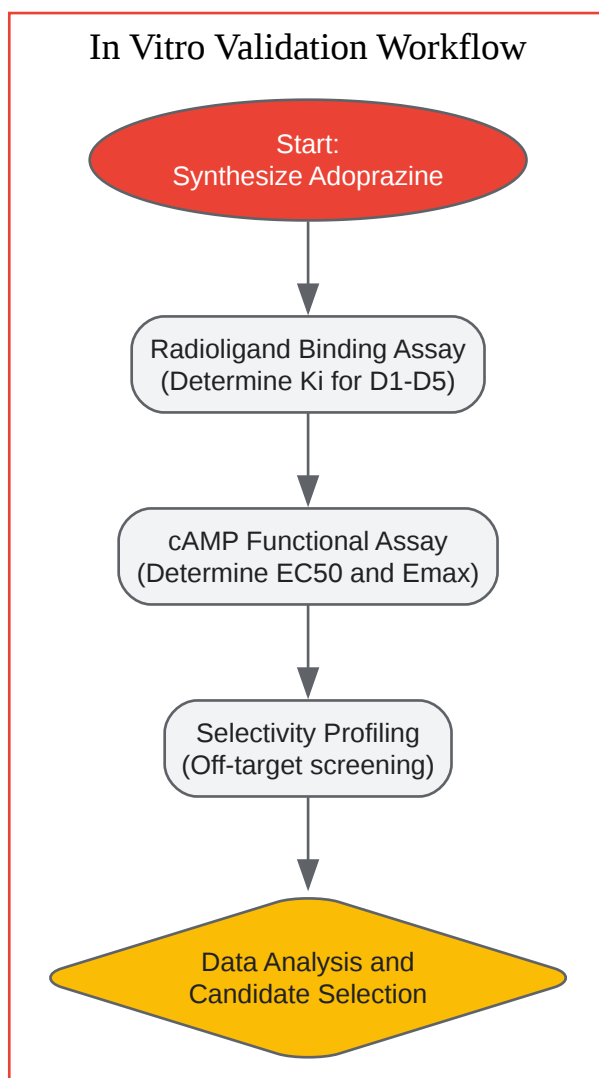 In Vitro Validation Workflow
Start:
Synthesize Adoprazine
Radioligand Binding Assay
(Determine Ki for D1-D5)
cAMP Functional Assay
(Determine EC50 and Emax)
Selectivity Profiling
(Off-target screening)
Data Analysis and
Candidate Selection